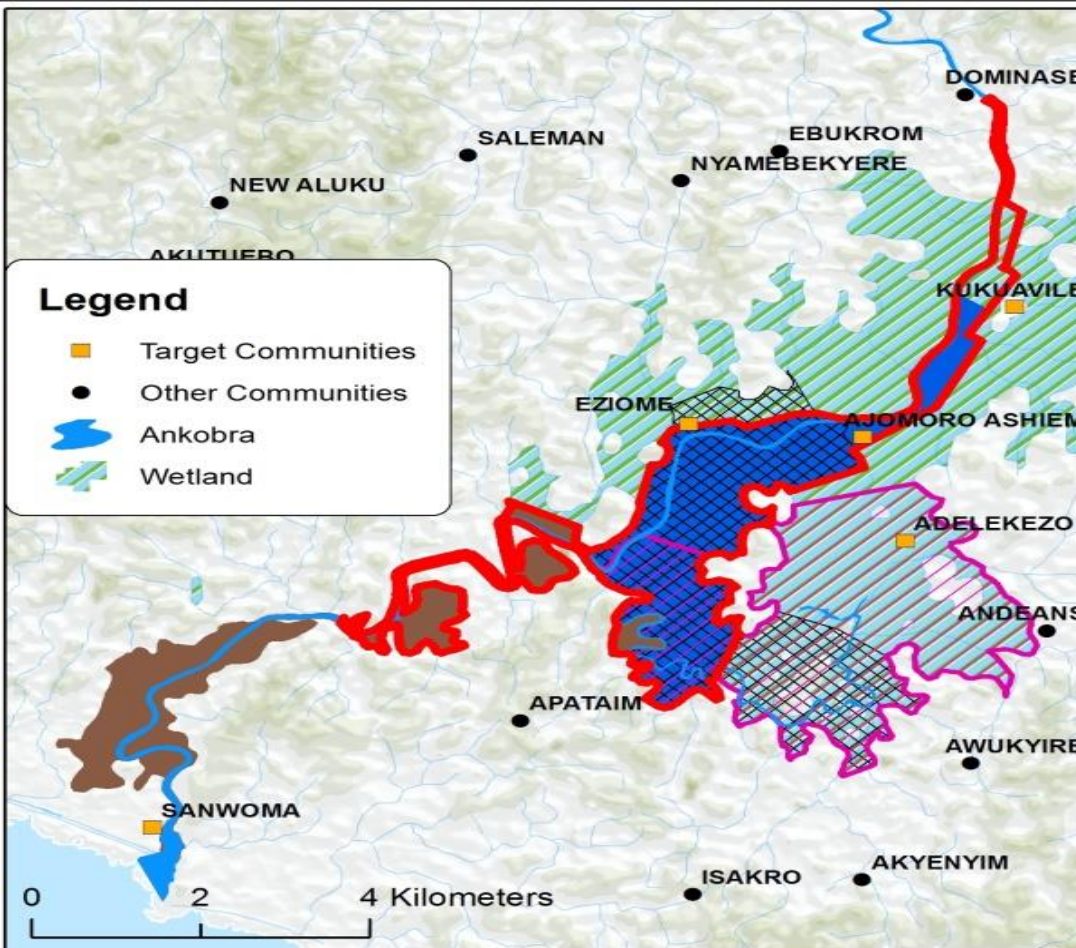 DOMINASE
SALEMAN
EBUKROM
NYAMEBEKYERE
NEW ALUKU
AKUTUEBO
Legend
KUKUAVILE
Target Communities
Other Communities
EZIOME
AJOMORO ASHIEM
Ankobra
Wetland
ADELEKEZO
ANDEANS
APATAIM
AWUKYIRE
SANWOMA
AKYENYIM
ISAKRO
0 2 4 Kilometers